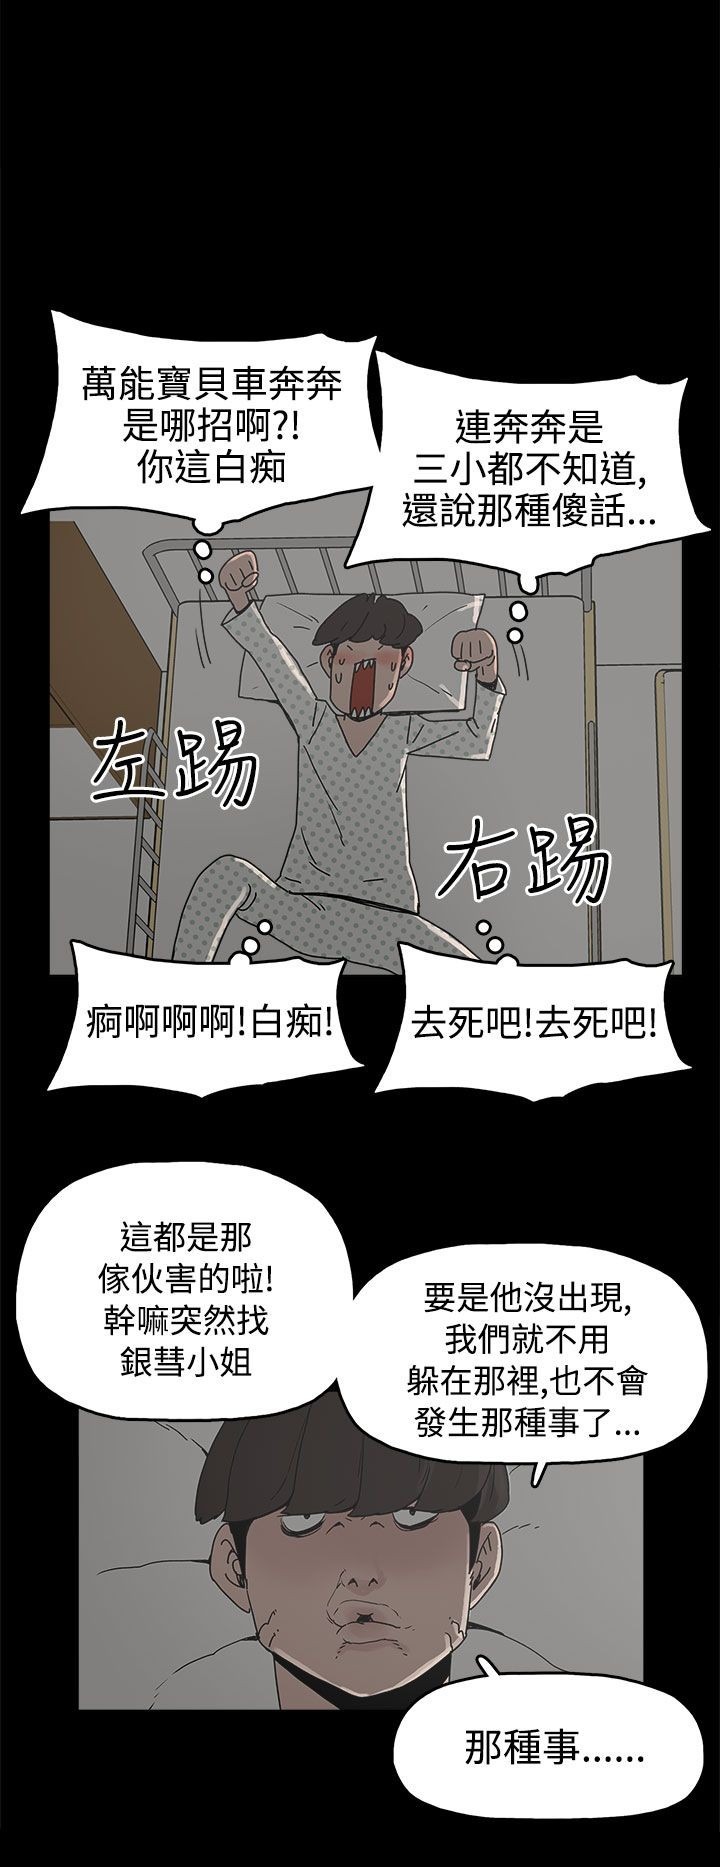 萬能寶貝車奔奔
是哪招啊?!
你這白痴
連奔奔是
三小都不知道,
還說那種傻話...
左踢
右踢
痾啊啊啊!白痴!
去死吧!去死吧!
這都是那
傢伙害的啦!
幹嘛突然找
銀彗小姐
要是他沒出現,
我們就不用
躲在那裡,也不會
發生那種事了...
那種事......